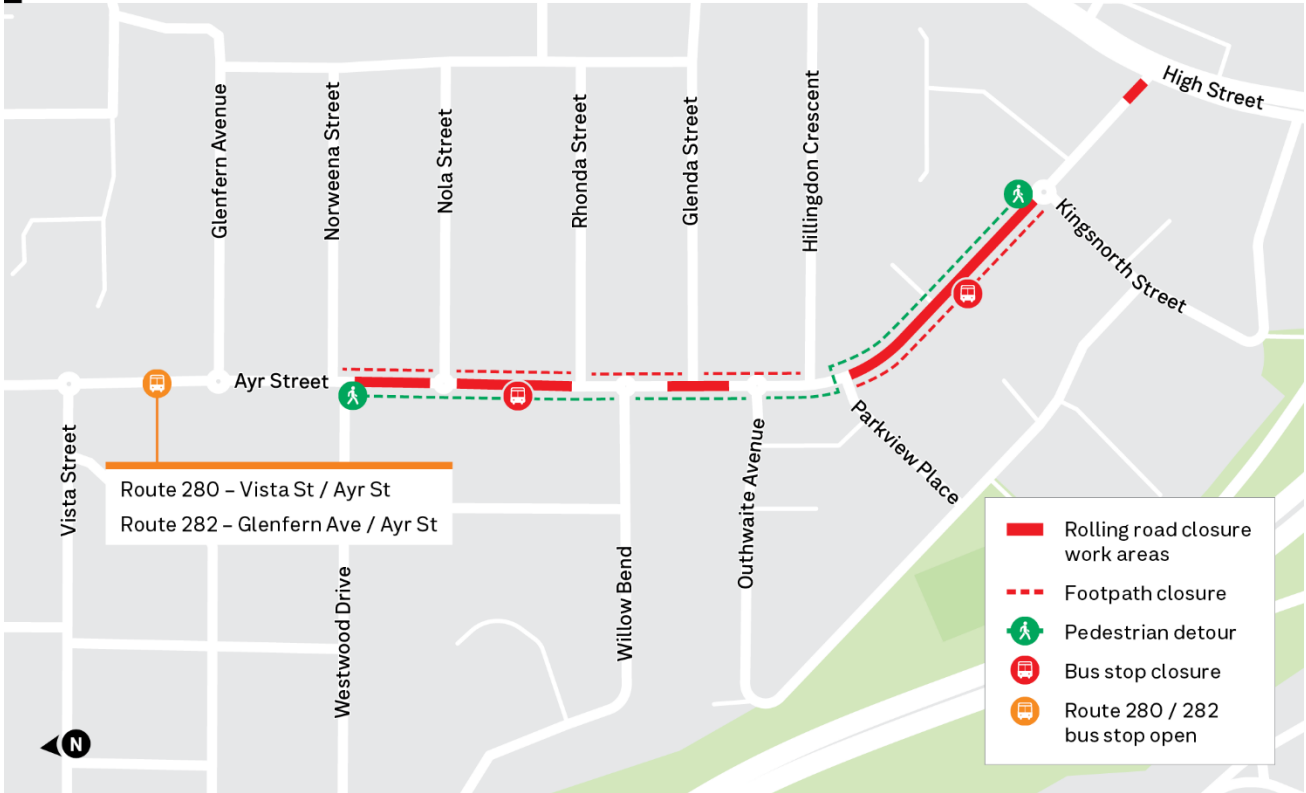 High Street
Glenfern Avenue
Norweena Street
Nola Street
Rhonda Street
Glenda Street
Hillingdon Crescent
Kingsnorth Street
Ayr Street
Parkview Place
Vista Street
Route 280 – Vista St / Ayr St
Route 282 – Glenfern Ave / Ayr St
Westwood Drive
Willow Bend
Outhwaite Avenue
Rolling road closure
work areas
Footpath closure
Pedestrian detour
Bus stop closure
Route 280 / 282
bus stop open
N